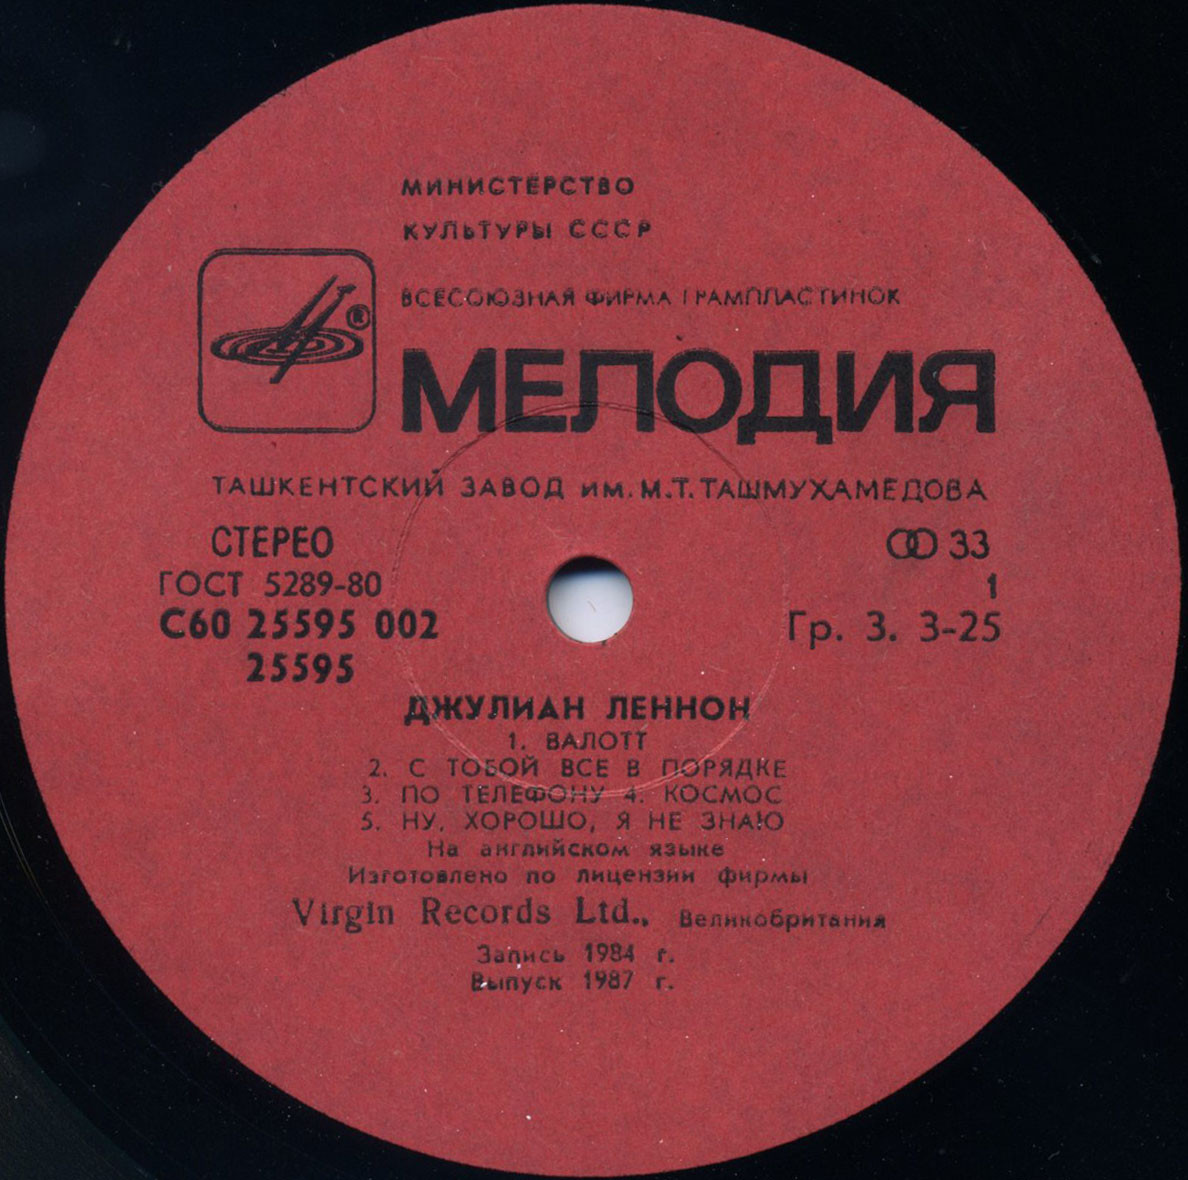 МИНИСТЕРСТВО
КУЛЬТУРЫ СССР
ВСЕСОЮЗНАЯ ФИРМА ГРАМПЛАСТИНОК
®
МЕЛОДИЯ
ТАШКЕНТСКИЙ ЗАВОД ИМ. М.Т. ТАШМУХАМЕДОВА
СТЕРЕО
33
ГОСТ 5289-80
1
С60 25595 002
Гр. 3. 3-25
25595
ДЖУЛИАН ЛЕННОН
1. ВАЛОТТ
2. С ТОБОЙ ВСЕ В ПОРЯДКЕ
3. ПО ТЕЛЕФОНУ 4. КОСМОС
5. НУ, ХОРОШО, Я НЕ ЗНАЮ
На английском языке
Изготовлено по лицензии фирмы
Virgin Records Ltd., Великобритания
Запись 1984 г.
Выпуск 1987 г.